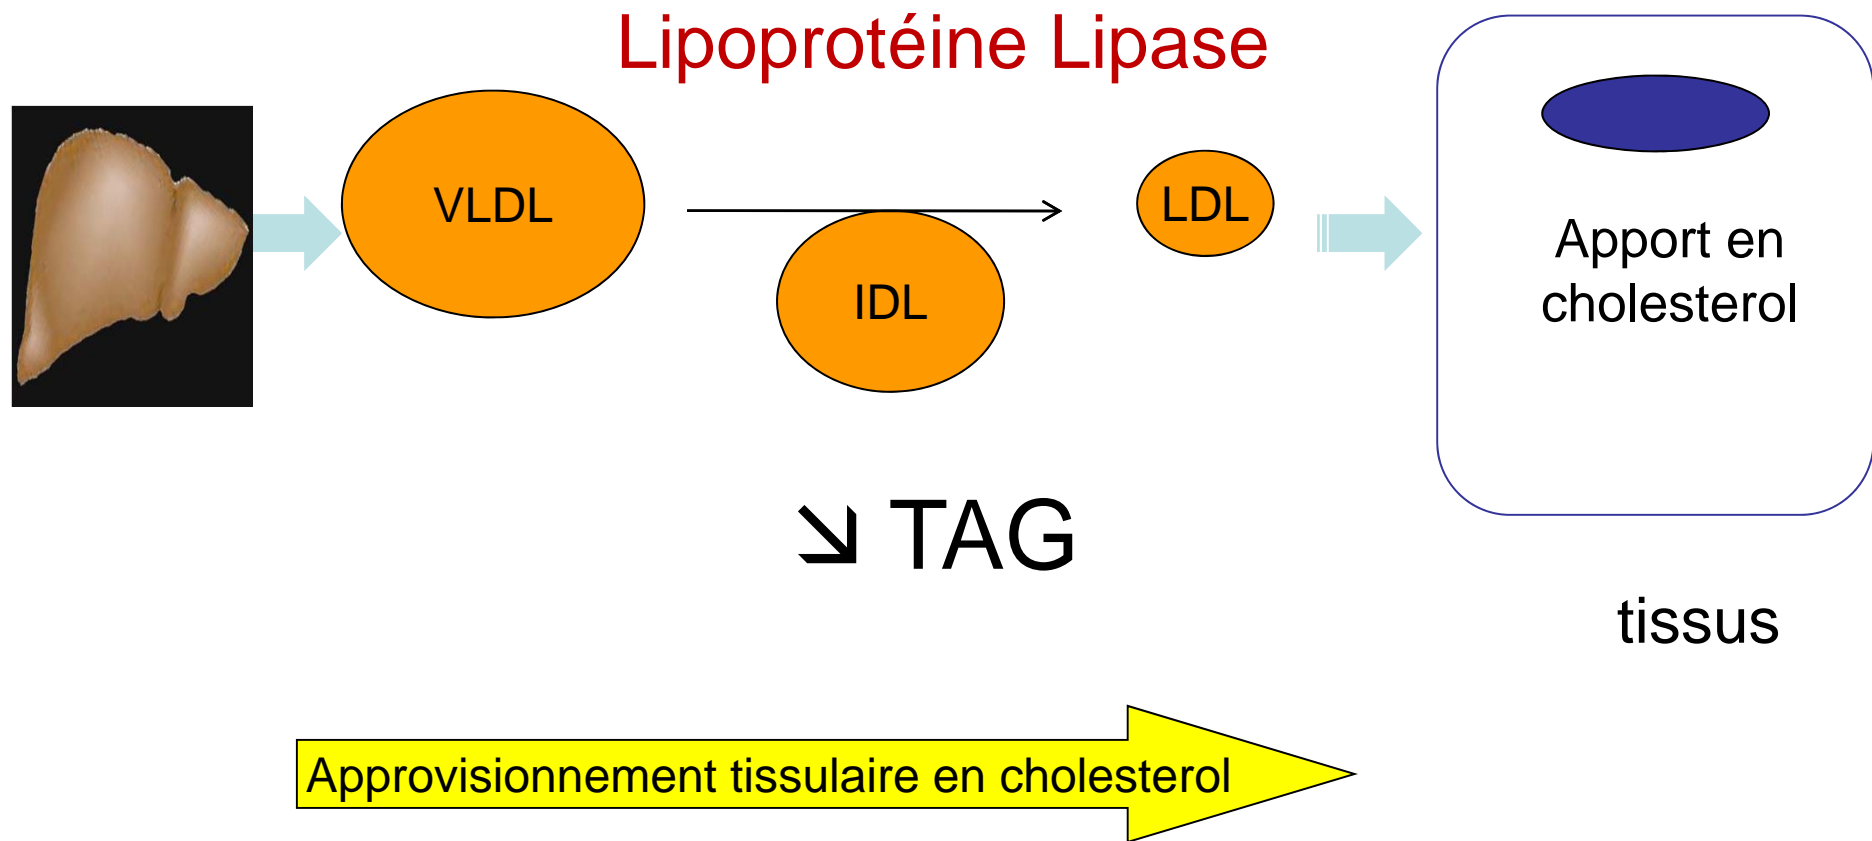 Lipoprotéine Lipase
VLDL
IDL
LDL
Apport en
cholesterol
↘ TAG
tissus
Approvisionnement tissulaire en cholesterol